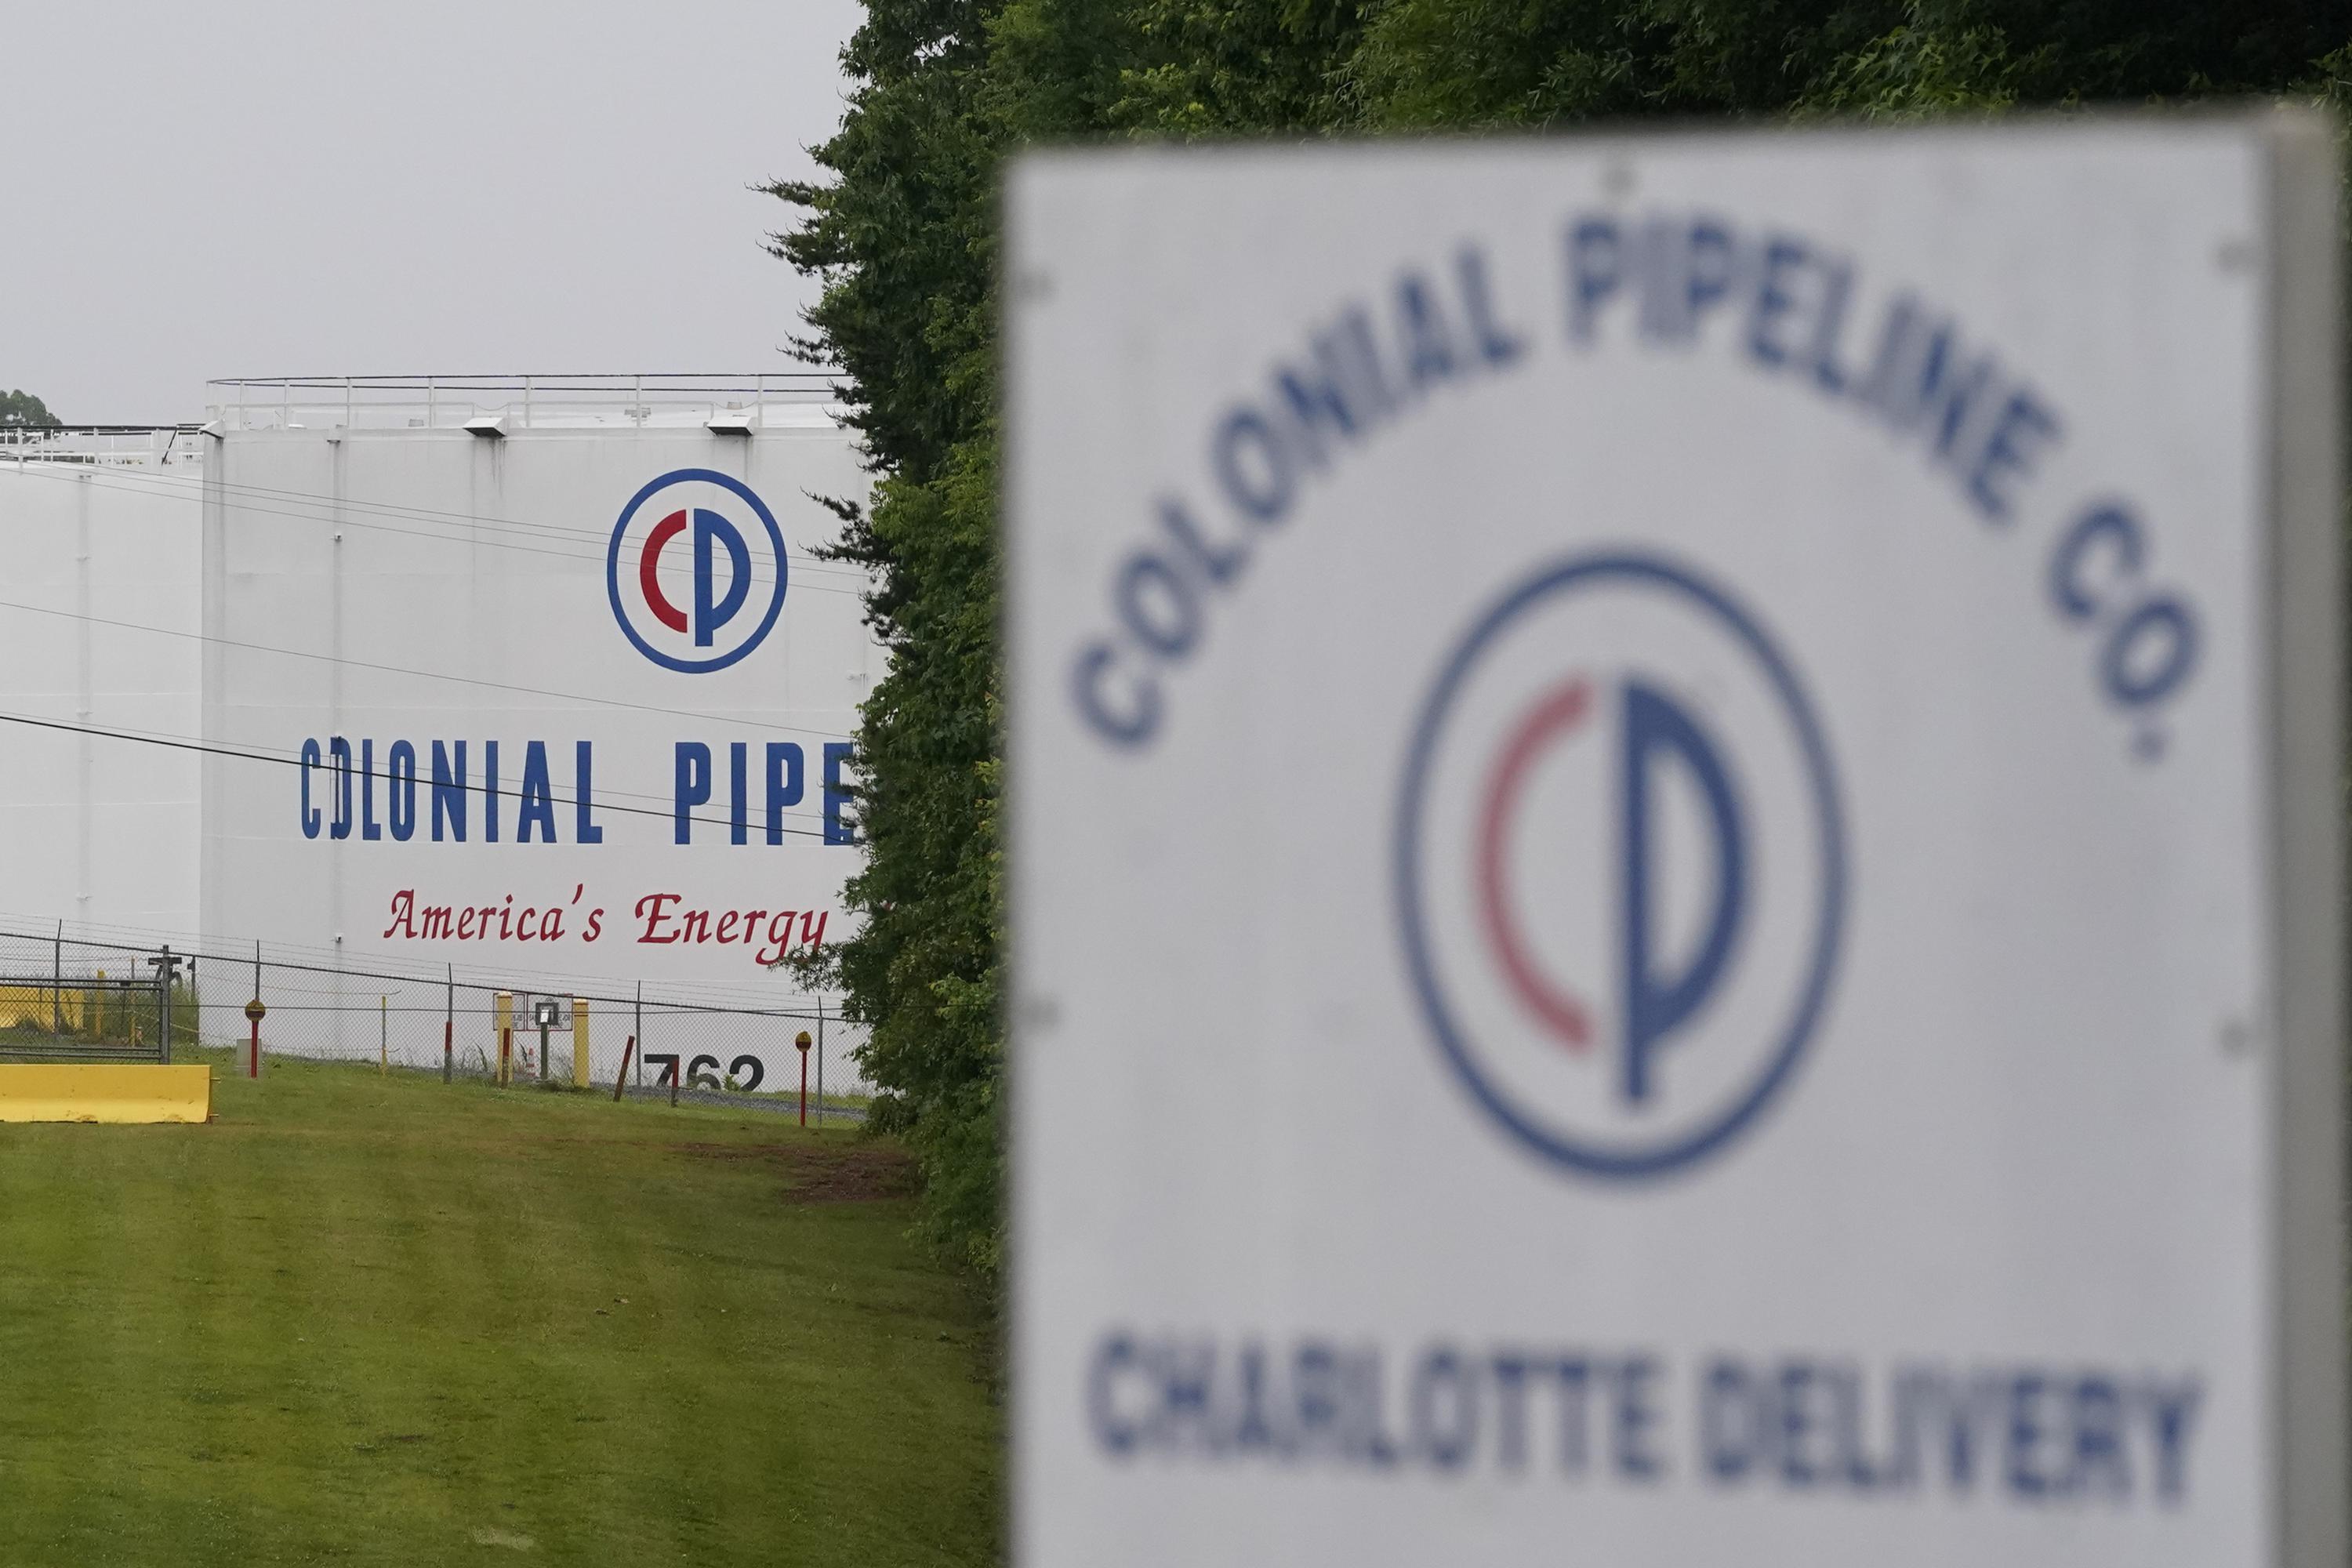 CP
COLONIAL PIPE
America's Energy
762
COLONIAL PIPELINE CO.
CP
CHARLOTTE DELIVERY